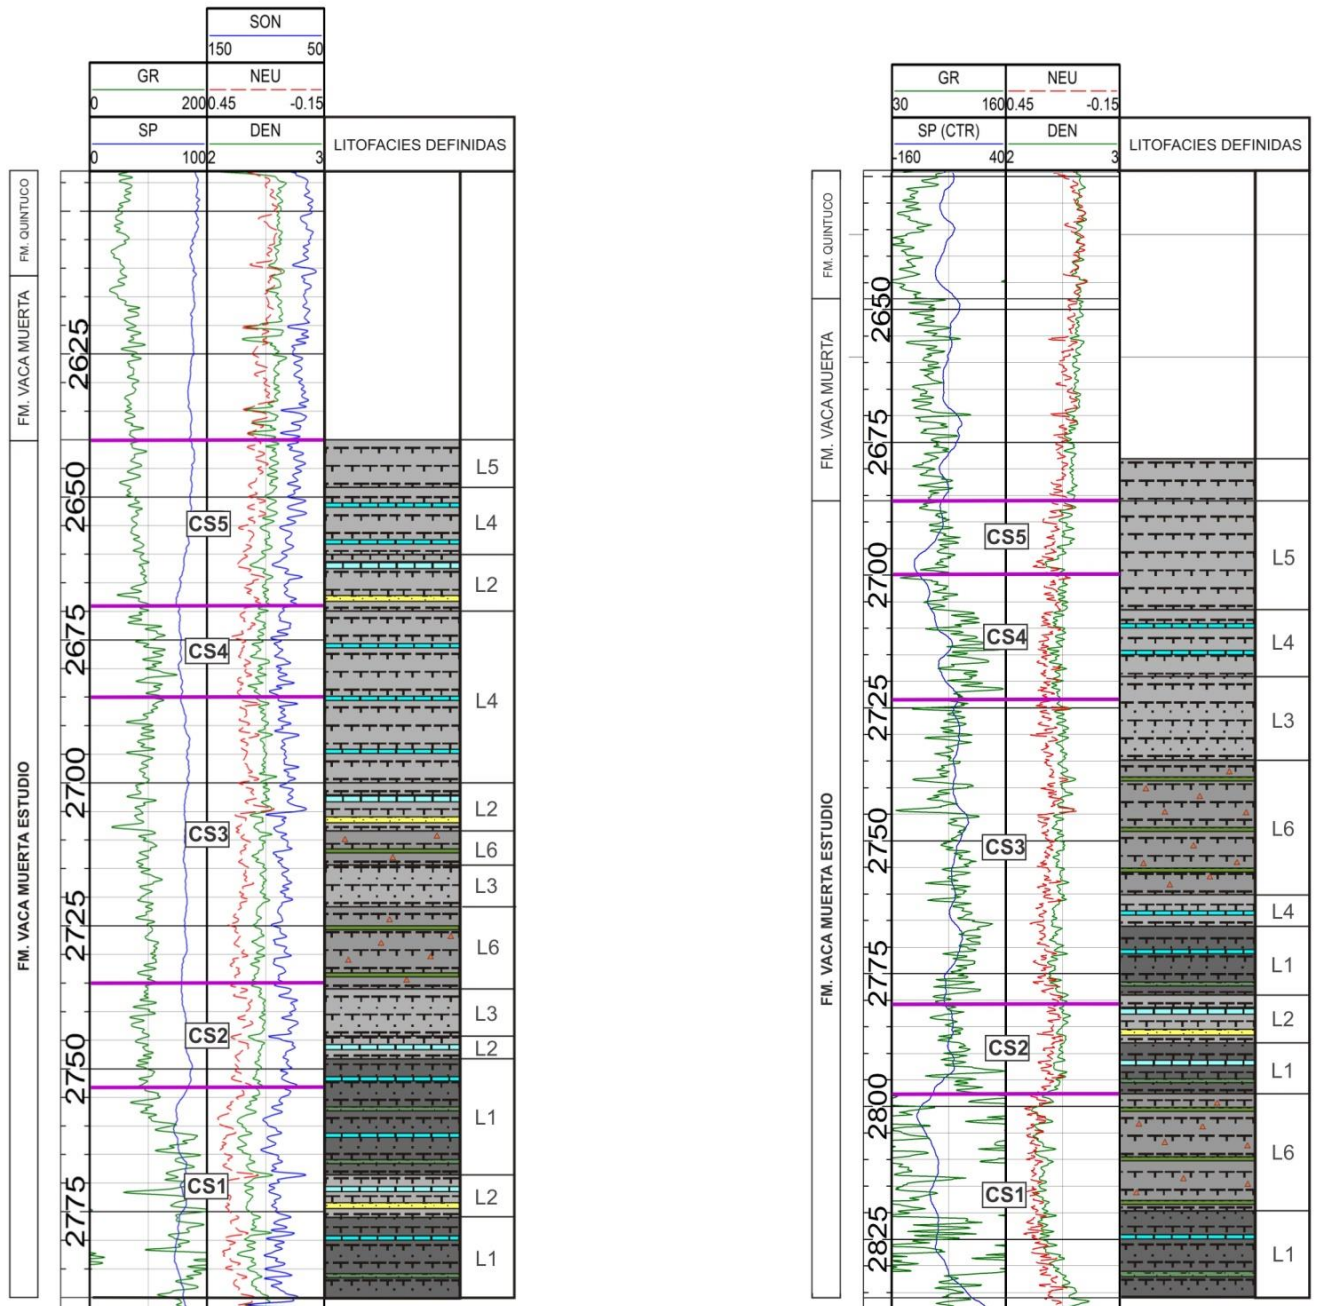 SON
150 50
GR NEU
0 200 0.45 -0.15
SP DEN
0 100 2 3
LITOFACIES DEFINIDAS
FM. QUINTUCO
FM. VACA MUERTA
FM. VACA MUERTA ESTUDIO
2625
2650
2675
2700
2725
2750
2775
CS5
CS4
CS3
CS2
CS1
L5
L4
L2
L4
L2
L6
L3
L6
L3
L2
L1
L2
L1
GR NEU
30 160 0.45 -0.15
SP (CTR) DEN
-160 40 2 3
LITOFACIES DEFINIDAS
FM. QUINTUCO
FM. VACA MUERTA
FM. VACA MUERTA ESTUDIO
2650
2675
2700
2725
2750
2775
2800
2825
CS5
CS4
CS3
CS2
CS1
L5
L4
L3
L6
L4
L1
L2
L1
L6
L1